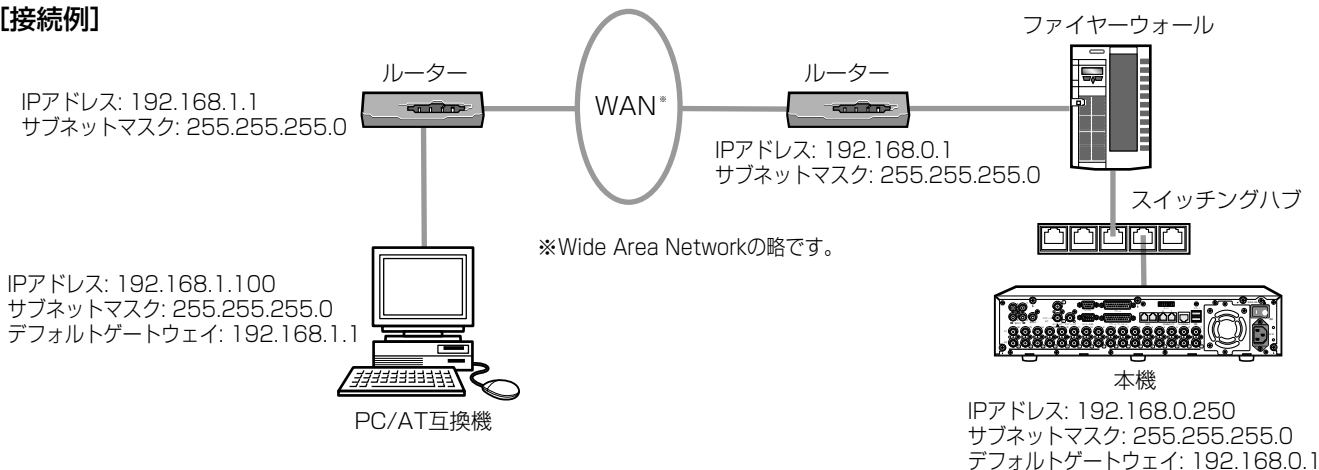 [接続例]
ファイヤーウォール
ルーター
ルーター
IPアドレス: 192.168.1.1
サブネットマスク: 255.255.255.0
WAN※
IPアドレス: 192.168.0.1
サブネットマスク: 255.255.255.0
スイッチングハブ
※Wide Area Networkの略です。
IPアドレス: 192.168.1.100
サブネットマスク: 255.255.255.0
デフォルトゲートウェイ: 192.168.1.1
PC/AT互換機
本機
IPアドレス: 192.168.0.250
サブネットマスク: 255.255.255.0
デフォルトゲートウェイ: 192.168.0.1